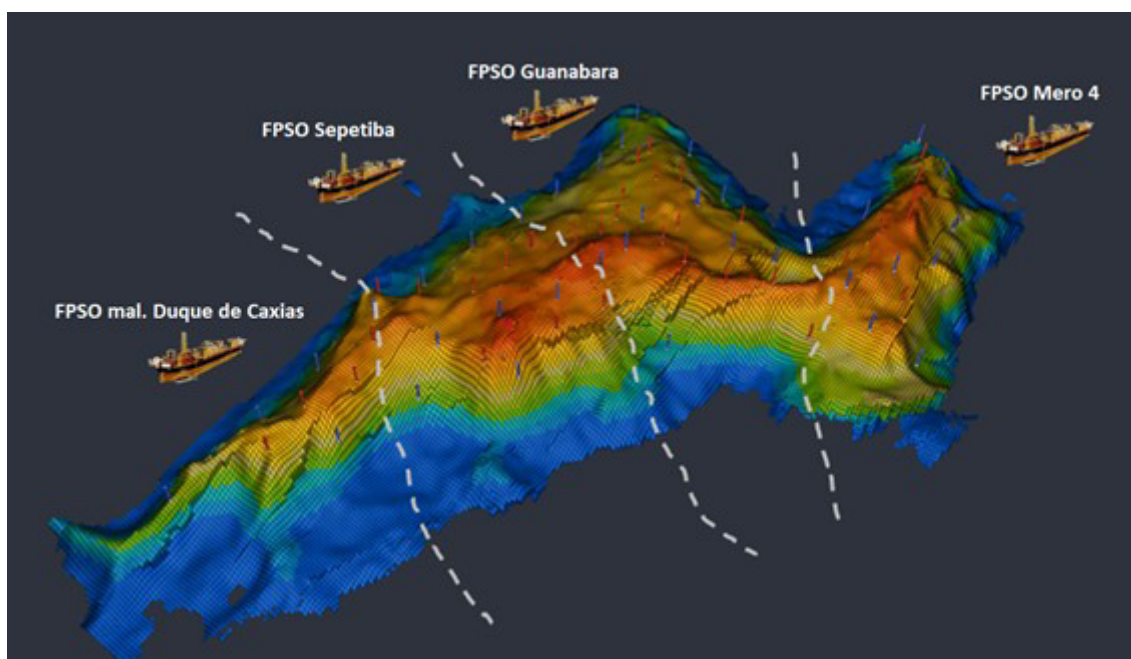 FPSO Guanabara
FPSO Mero 4
FPSO Sepetiba
FPSO mal. Duque de Caxias